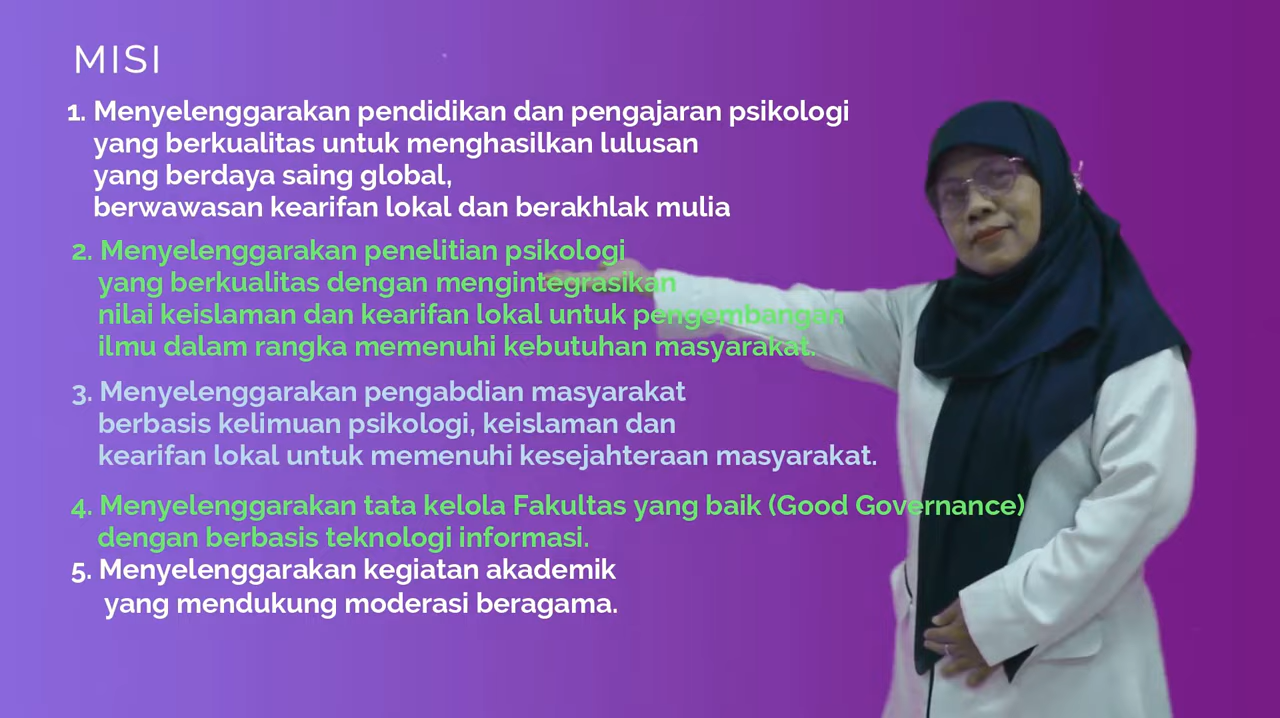 MISI
1. Menyelenggarakan pendidikan dan pengajaran psikologi
yang berkualitas untuk menghasilkan lulusan
yang berdaya saing global,
berwawasan kearifan lokal dan berakhlak mulia
2. Menyelenggarakan penelitian psikologi
yang berkualitas dengan mengintegrasikan
nilai keislaman dan kearifan lokal untuk pengembangan
ilmu dalam rangka memenuhi kebutuhan masyarakat.
3. Menyelenggarakan pengabdian masyarakat
berbasis kelimuan psikologi, keislaman dan
kearifan lokal untuk memenuhi kesejahteraan masyarakat.
4. Menyelenggarakan tata kelola Fakultas yang baik (Good Governance)
dengan berbasis teknologi informasi.
5. Menyelenggarakan kegiatan akademik
yang mendukung moderasi beragama.